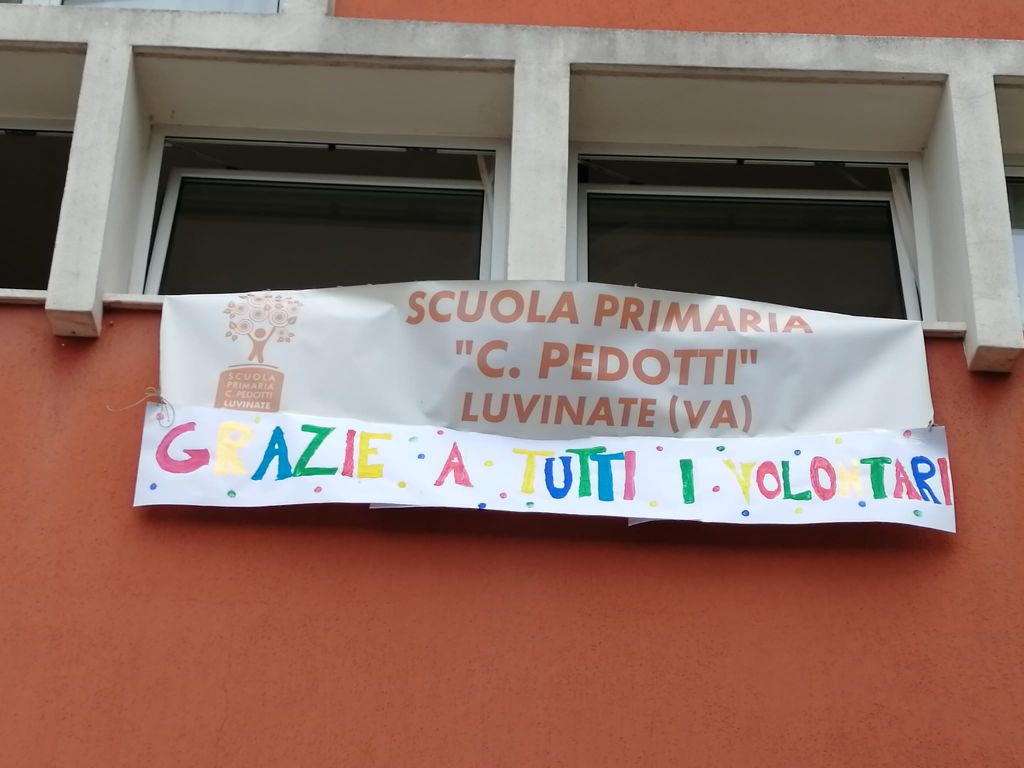 SCUOLA PRIMARIA
"C. PEDOTTI"
LUVINATE (VA)
SCUOLA
PRIMARIA
C. PEDOTTI
LUVINATE
GRAZIE A TUTTI I VOLONTARI